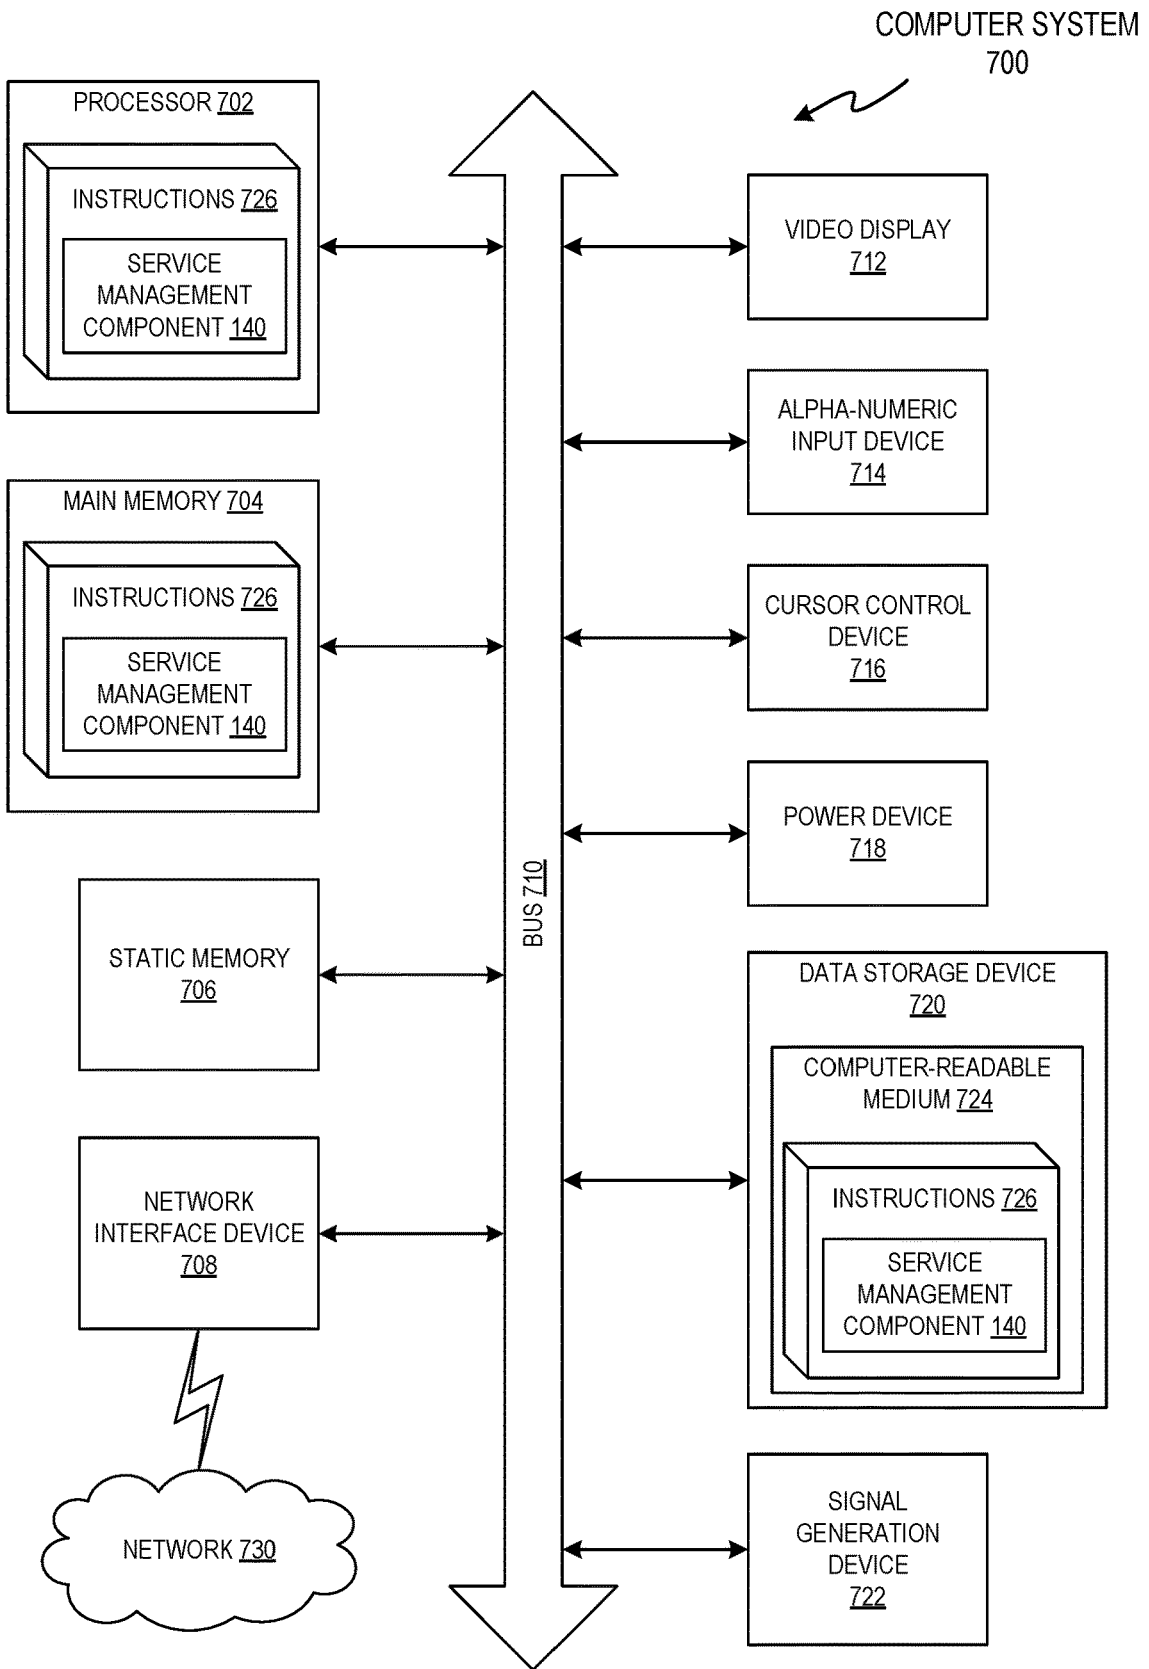 COMPUTER SYSTEM
700
PROCESSOR 702
INSTRUCTIONS 726
SERVICE
MANAGEMENT
COMPONENT 140
MAIN MEMORY 704
INSTRUCTIONS 726
SERVICE
MANAGEMENT
COMPONENT 140
STATIC MEMORY
706
NETWORK
INTERFACE DEVICE
708
NETWORK 730
BUS 710
VIDEO DISPLAY
712
ALPHA-NUMERIC
INPUT DEVICE
714
CURSOR CONTROL
DEVICE
716
POWER DEVICE
718
DATA STORAGE DEVICE
720
COMPUTER-READABLE
MEDIUM 724
INSTRUCTIONS 726
SERVICE
MANAGEMENT
COMPONENT 140
SIGNAL
GENERATION
DEVICE
722